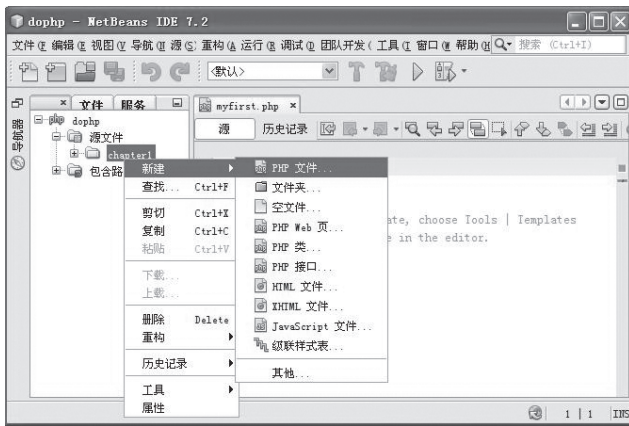 dophp - NetBeans IDE 7.2
文件(F 编辑(E 视图(V 导航(N 源(S) 重构(A 运行(R 调试(D 团队开发( 工具(T 窗口(W 帮助(H 搜索 (Ctrl+I)
<默认>
文件 服务
myfirst.php
dophp
源文件
chapter1
包含路
源 历史记录
ate, choose Tools | Templates
e in the editor.
新建
查找... Ctrl+F
剪切 Ctrl+X
复制 Ctrl+C
粘贴 Ctrl+V
下载...
上载...
删除 Delete
重构
历史记录
工具
属性
PHP 文件...
文件夹...
空文件...
PHP Web 页...
PHP 类...
PHP 接口...
HTML 文件...
XHTML 文件...
JavaScript 文件...
级联样式表...
其他...
1 | 1 INS